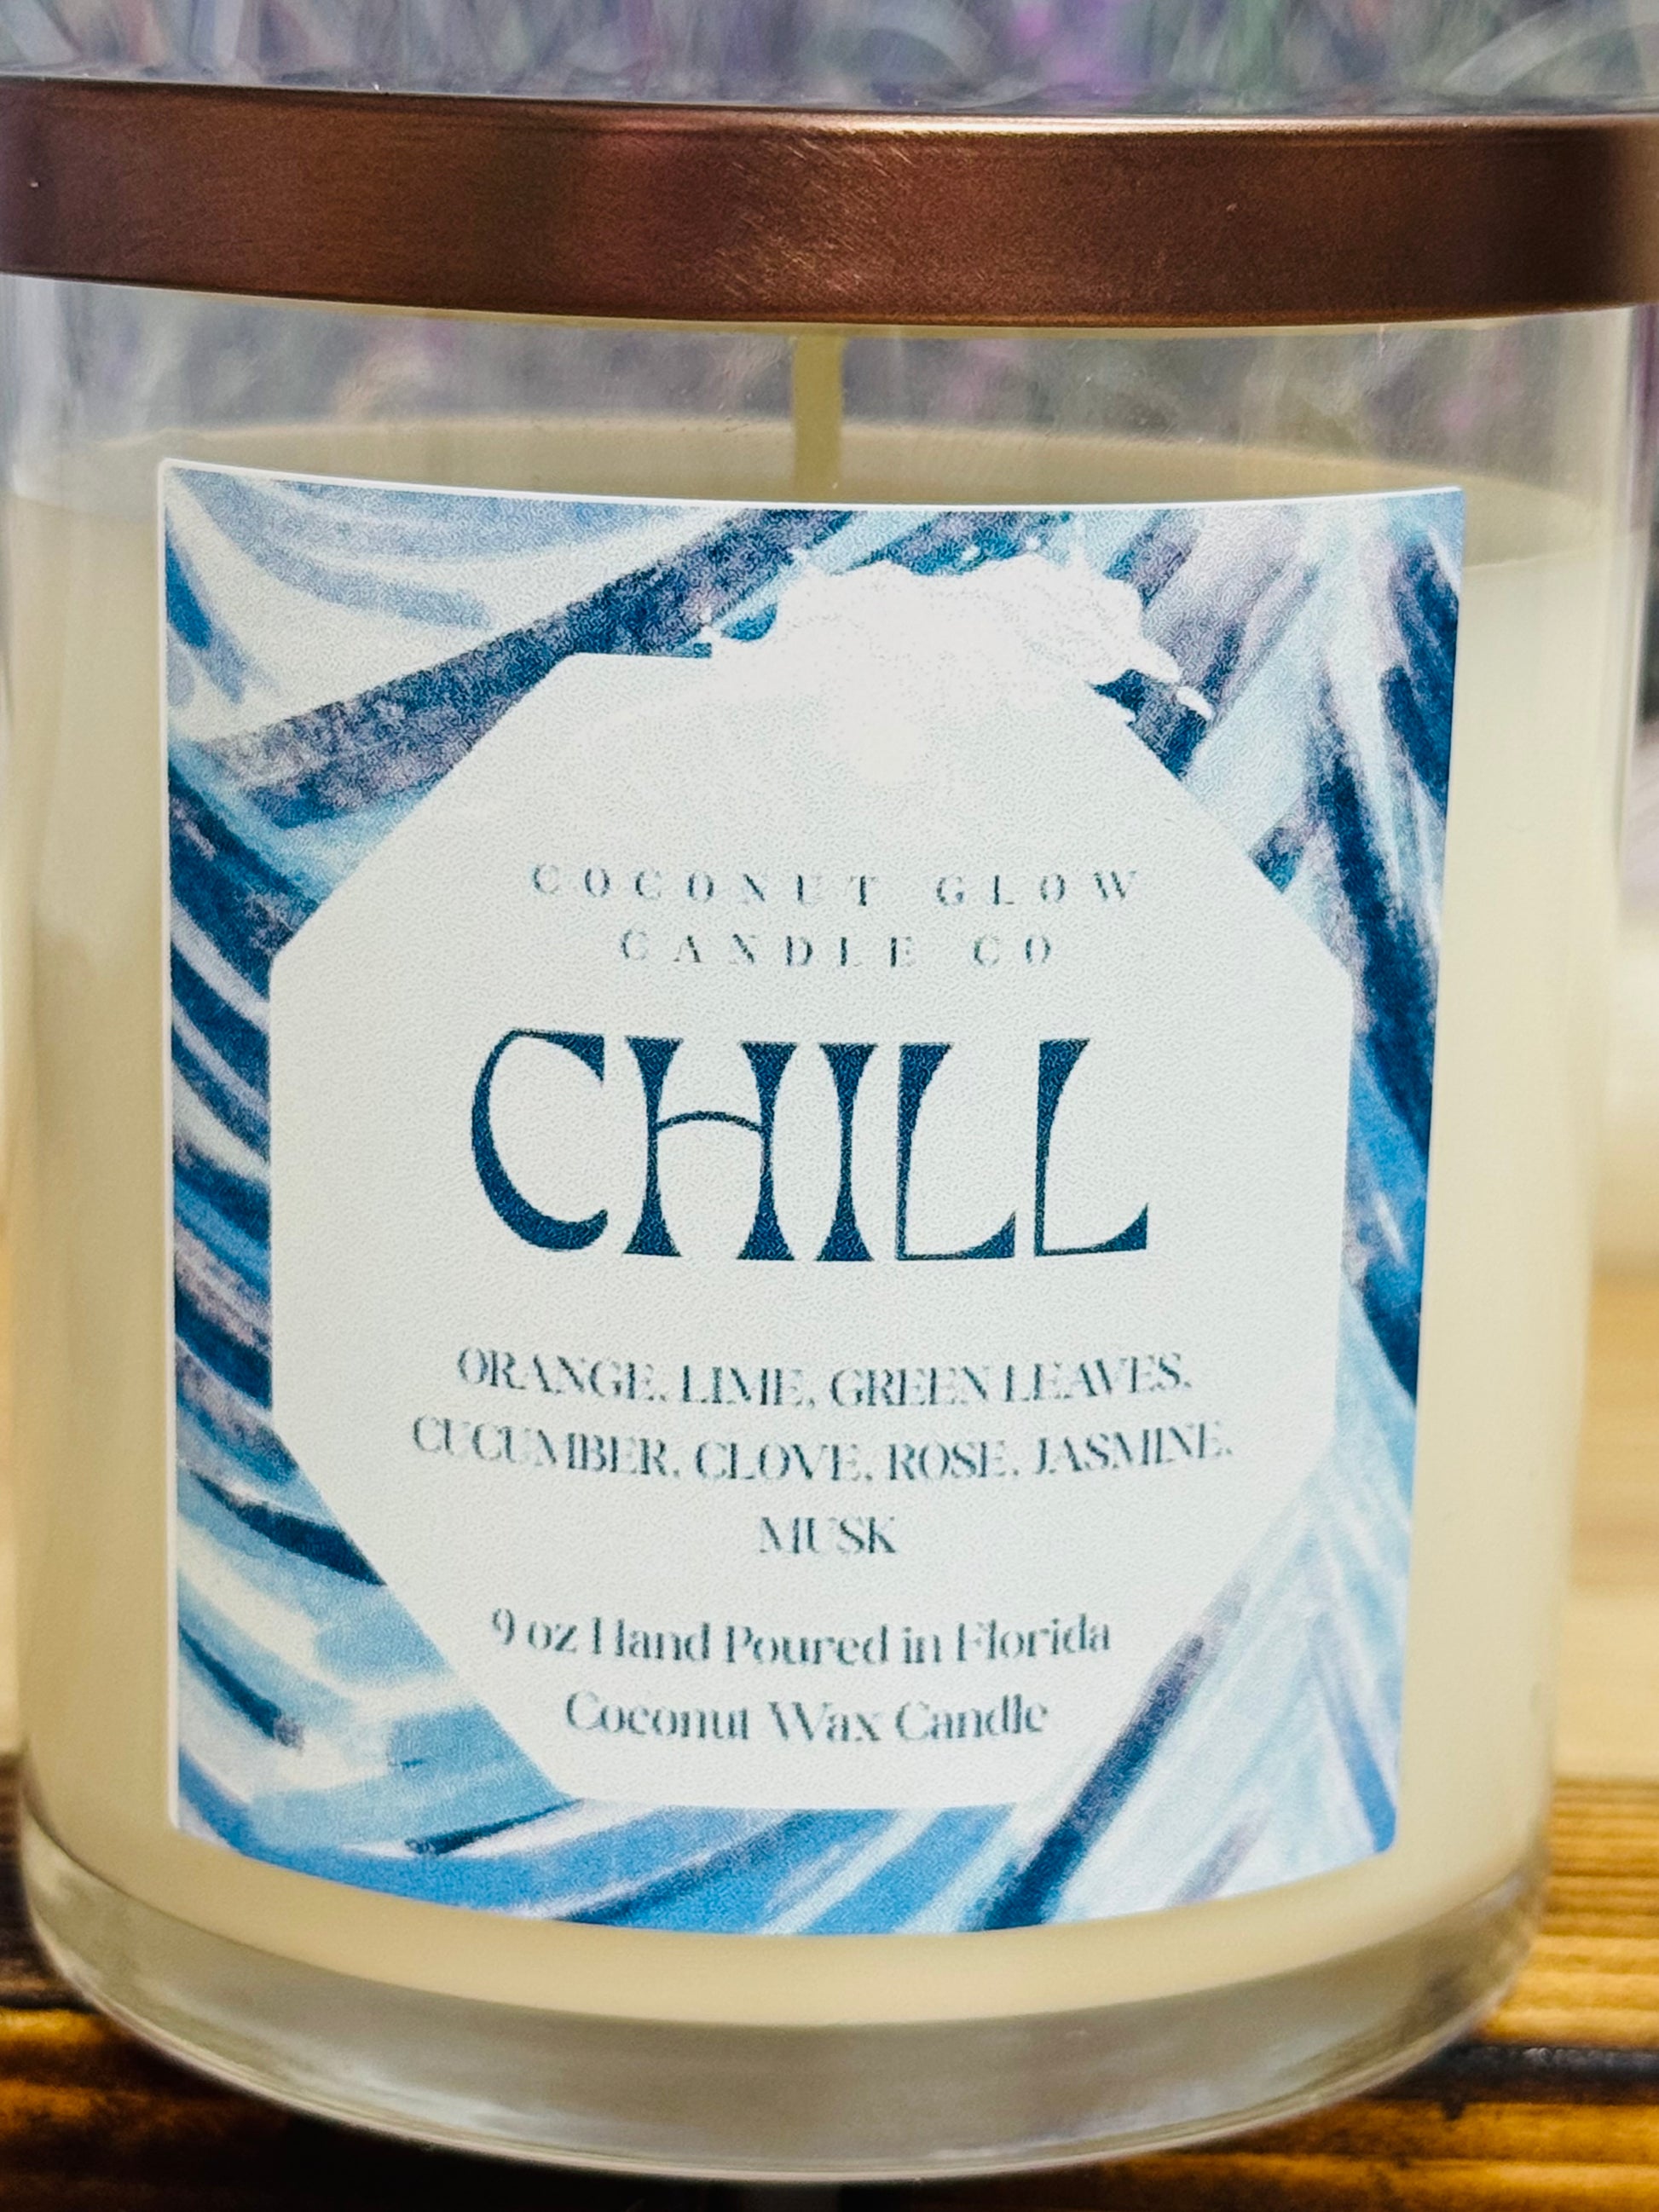 COCONUT GLOW
CANDLE CO
CHILL
ORANGE, LIME, GREEN LEAVES,
CUCUMBER, CLOVE, ROSE, JASMINE,
MUSK
9 oz Hand Poured in Florida
Coconut Wax Candle